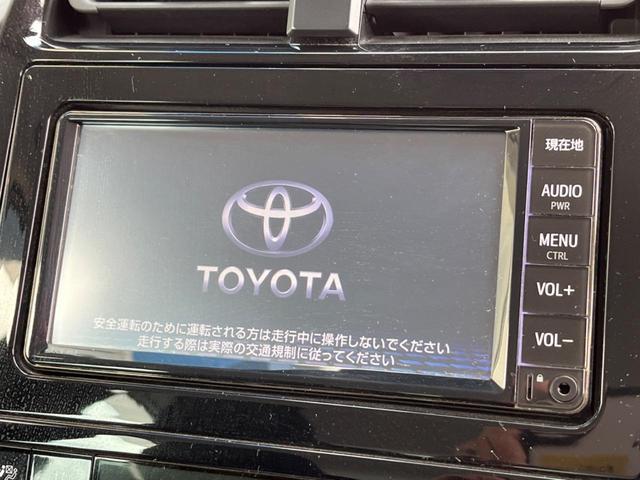 現在地
AUDIO
PWR
MENU
CTRL
VOL+
VOL−
TOYOTA
安全運転のために運転される方は走行中に操作しないでください
走行する際は実際の交通規制に従ってください